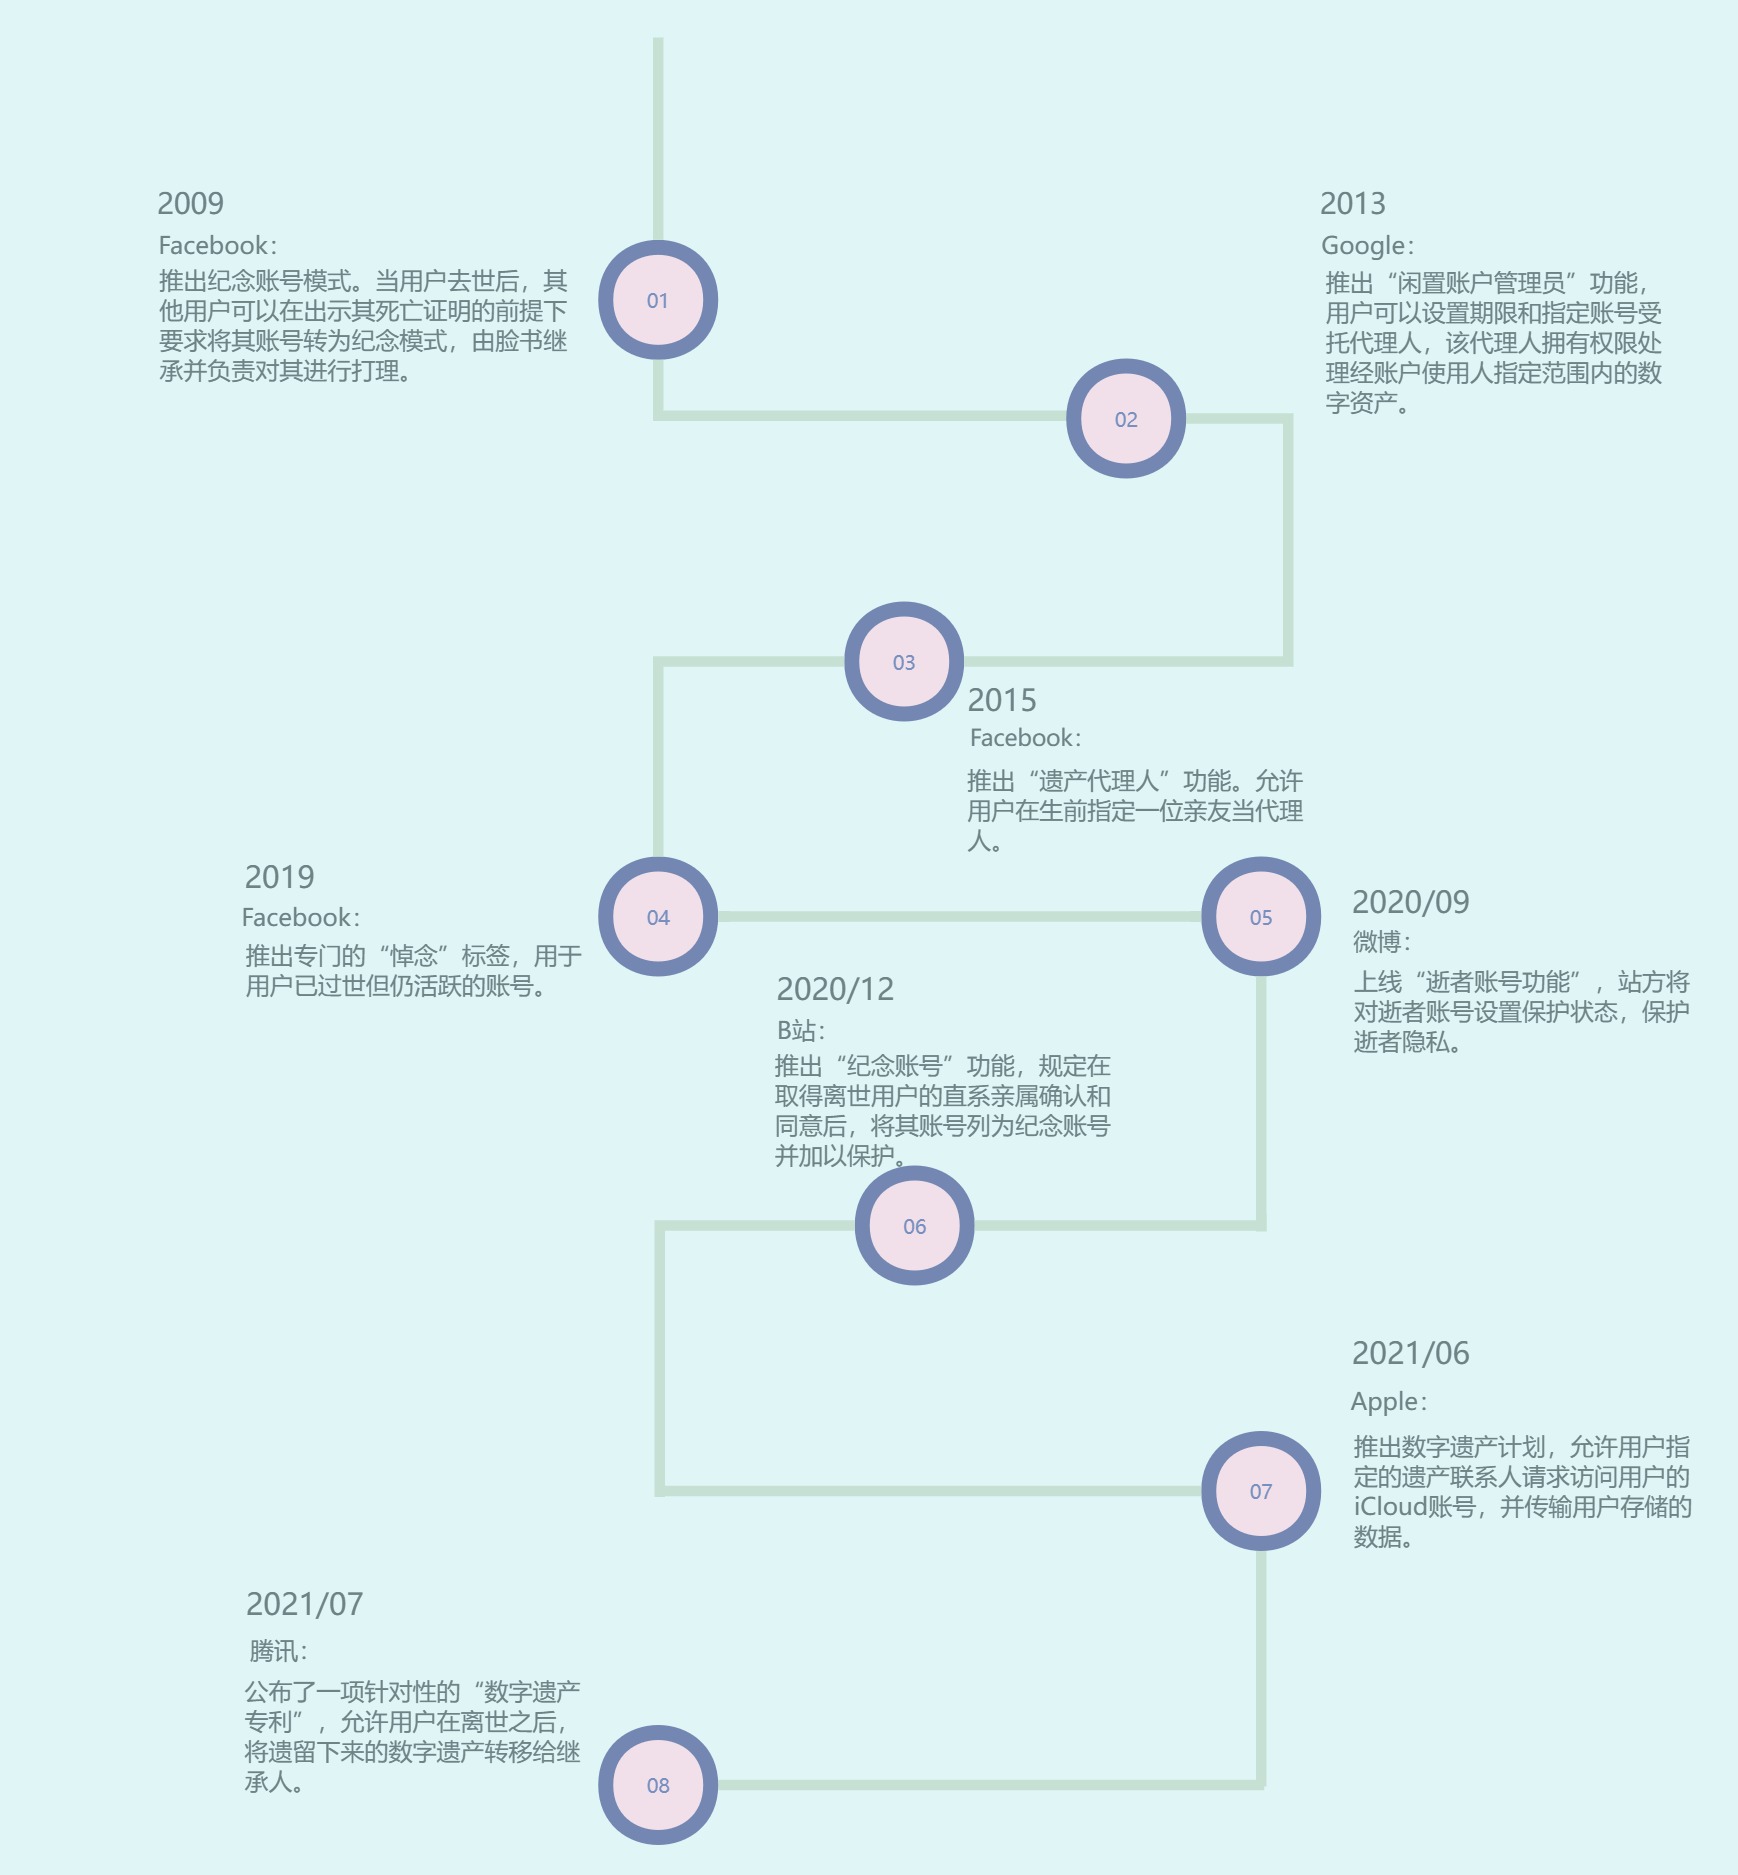 2009
Facebook：
推出纪念账号模式。当用户去世后，其
他用户可以在出示其死亡证明的前提下
要求将其账号转为纪念模式，由脸书继
承并负责对其进行打理。
01
2013
Google：
推出“闲置账户管理员”功能，
用户可以设置期限和指定账号受
托代理人，该代理人拥有权限处
理经账户使用人指定范围内的数
字资产。
02
03
2015
Facebook：
推出“遗产代理人”功能。允许
用户在生前指定一位亲友当代理
人。
2019
Facebook：
推出专门的“悼念”标签，用于
用户已过世但仍活跃的账号。
04
05
2020/09
微博：
上线“逝者账号功能”，站方将
对逝者账号设置保护状态，保护
逝者隐私。
2020/12
B站：
推出“纪念账号”功能，规定在
取得离世用户的直系亲属确认和
同意后，将其账号列为纪念账号
并加以保护。
06
2021/06
Apple：
推出数字遗产计划，允许用户指
定的遗产联系人请求访问用户的
iCloud账号，并传输用户存储的
数据。
07
2021/07
腾讯：
公布了一项针对性的“数字遗产
专利”，允许用户在离世之后，
将遗留下来的数字遗产转移给继
承人。
08